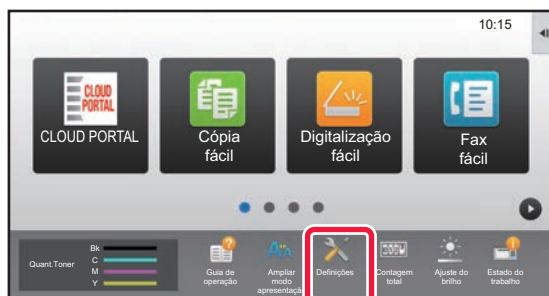 10:15
CLOUD
PORTAL
CLOUD PORTAL
Cópia
fácil
Digitalização
fácil
Fax
fácil
Quant.Toner
Bk
C
M
Y
Guia de
operação
Ampliar
modo
apresentação
Definições
Contagem
total
Ajuste do
brilho
Estado do
trabalho